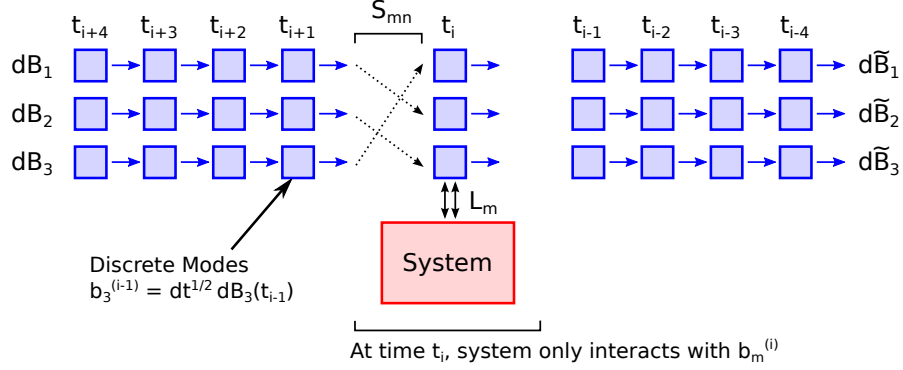 t_{i+4} t_{i+3} t_{i+2} t_{i+1} S_{mn} t_i t_{i-1} t_{i-2} t_{i-3} t_{i-4}
dB_1 dB̃_1
dB_2 dB̃_2
dB_3 dB̃_3
L_m
System
Discrete Modes
b_3^{(i-1)} = dt^{1/2} dB_3(t_{i-1})
At time t_i, system only interacts with b_m^{(i)}